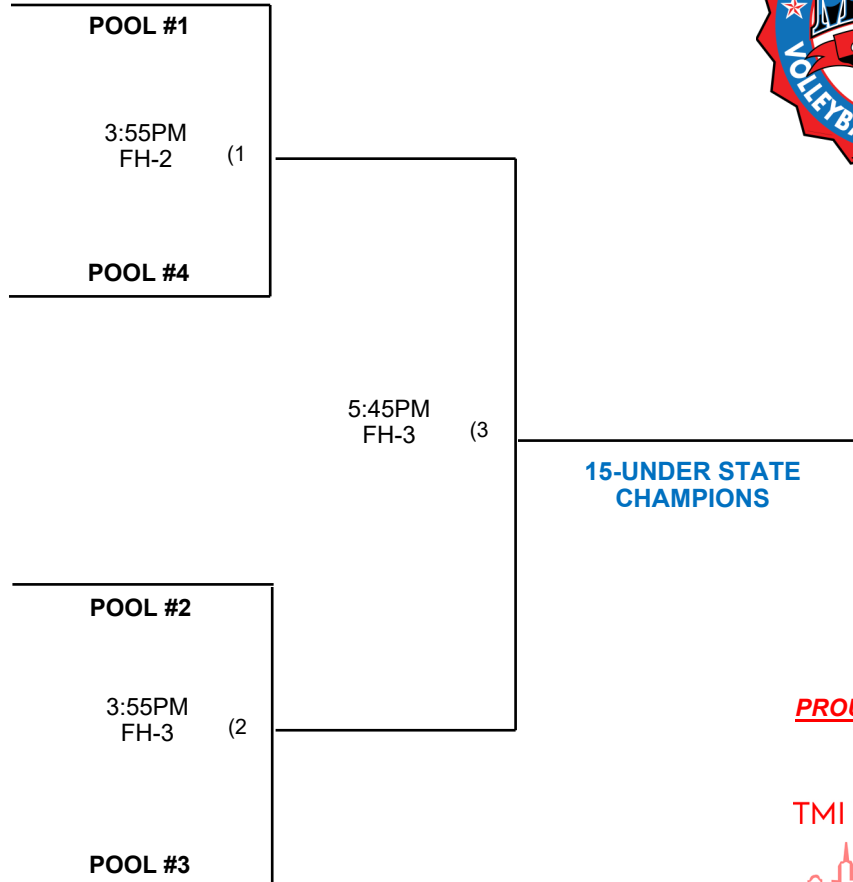 POOL #1
3:55PM
FH-2 (1
POOL #4
5:45PM
FH-3 (3
15-UNDER STATE
CHAMPIONS
POOL #2
3:55PM
FH-3 (2
POOL #3
TMI